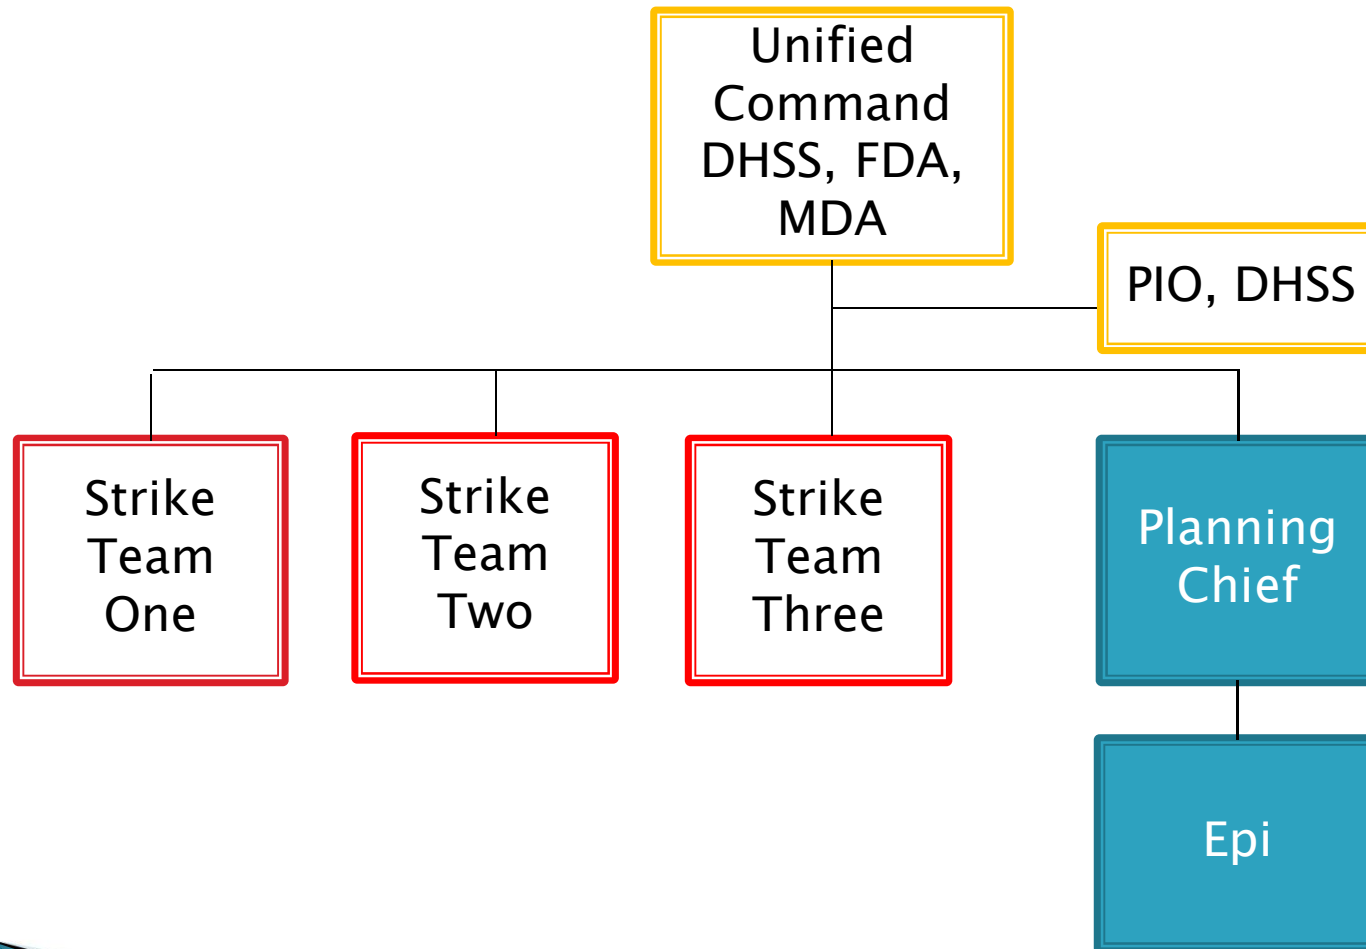 Unified
Command
DHSS, FDA,
MDA
PIO, DHSS
Strike
Team
One
Strike
Team
Two
Strike
Team
Three
Planning
Chief
Epi